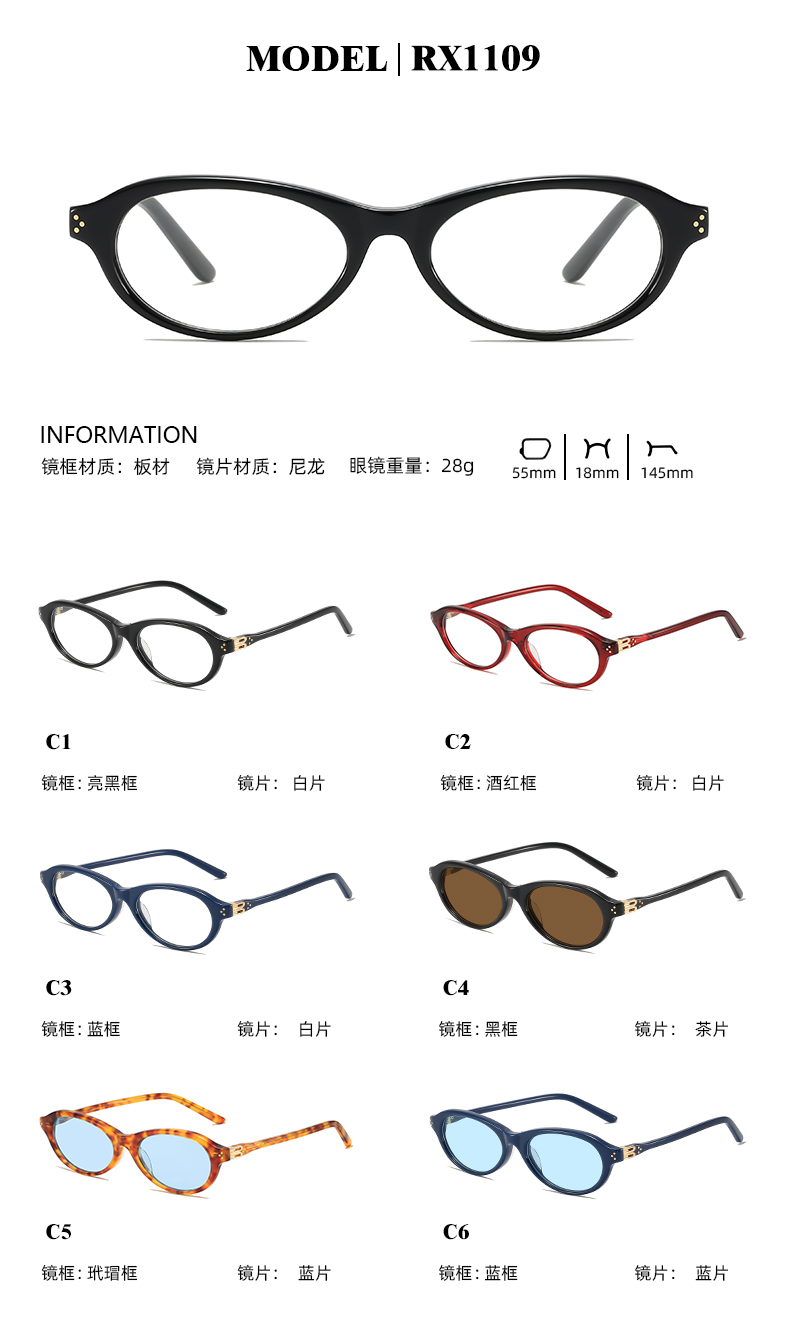 MODEL | RX1109
INFORMATION
镜框材质：板材 镜片材质：尼龙 眼镜重量：28g
55mm 18mm 145mm
C1
镜框：亮黑框 镜片： 白片
C2
镜框：酒红框 镜片： 白片
C3
镜框：蓝框 镜片： 白片
C4
镜框：黑框 镜片： 茶片
C5
镜框：玳瑁框 镜片： 蓝片
C6
镜框：蓝框 镜片： 蓝片